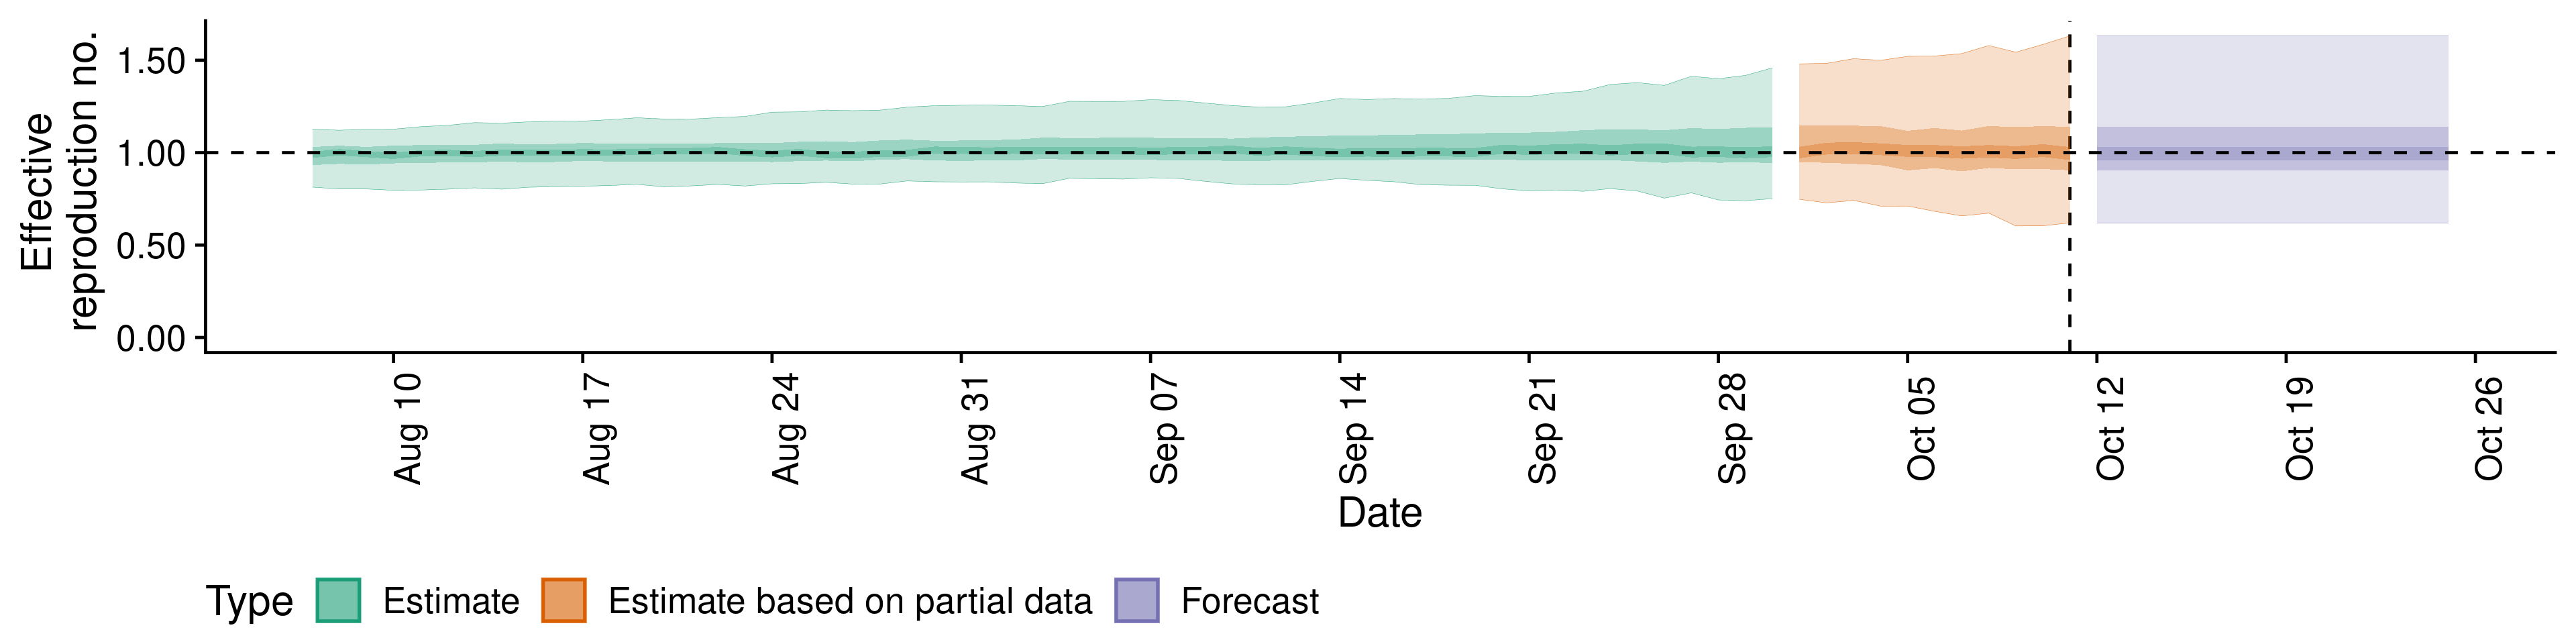 Effective
reproduction no.
1.50
1.00
0.50
0.00
Aug 10
Aug 17
Aug 24
Aug 31
Sep 07
Sep 14
Sep 21
Sep 28
Oct 05
Oct 12
Oct 19
Oct 26
Date
Type Estimate Estimate based on partial data Forecast